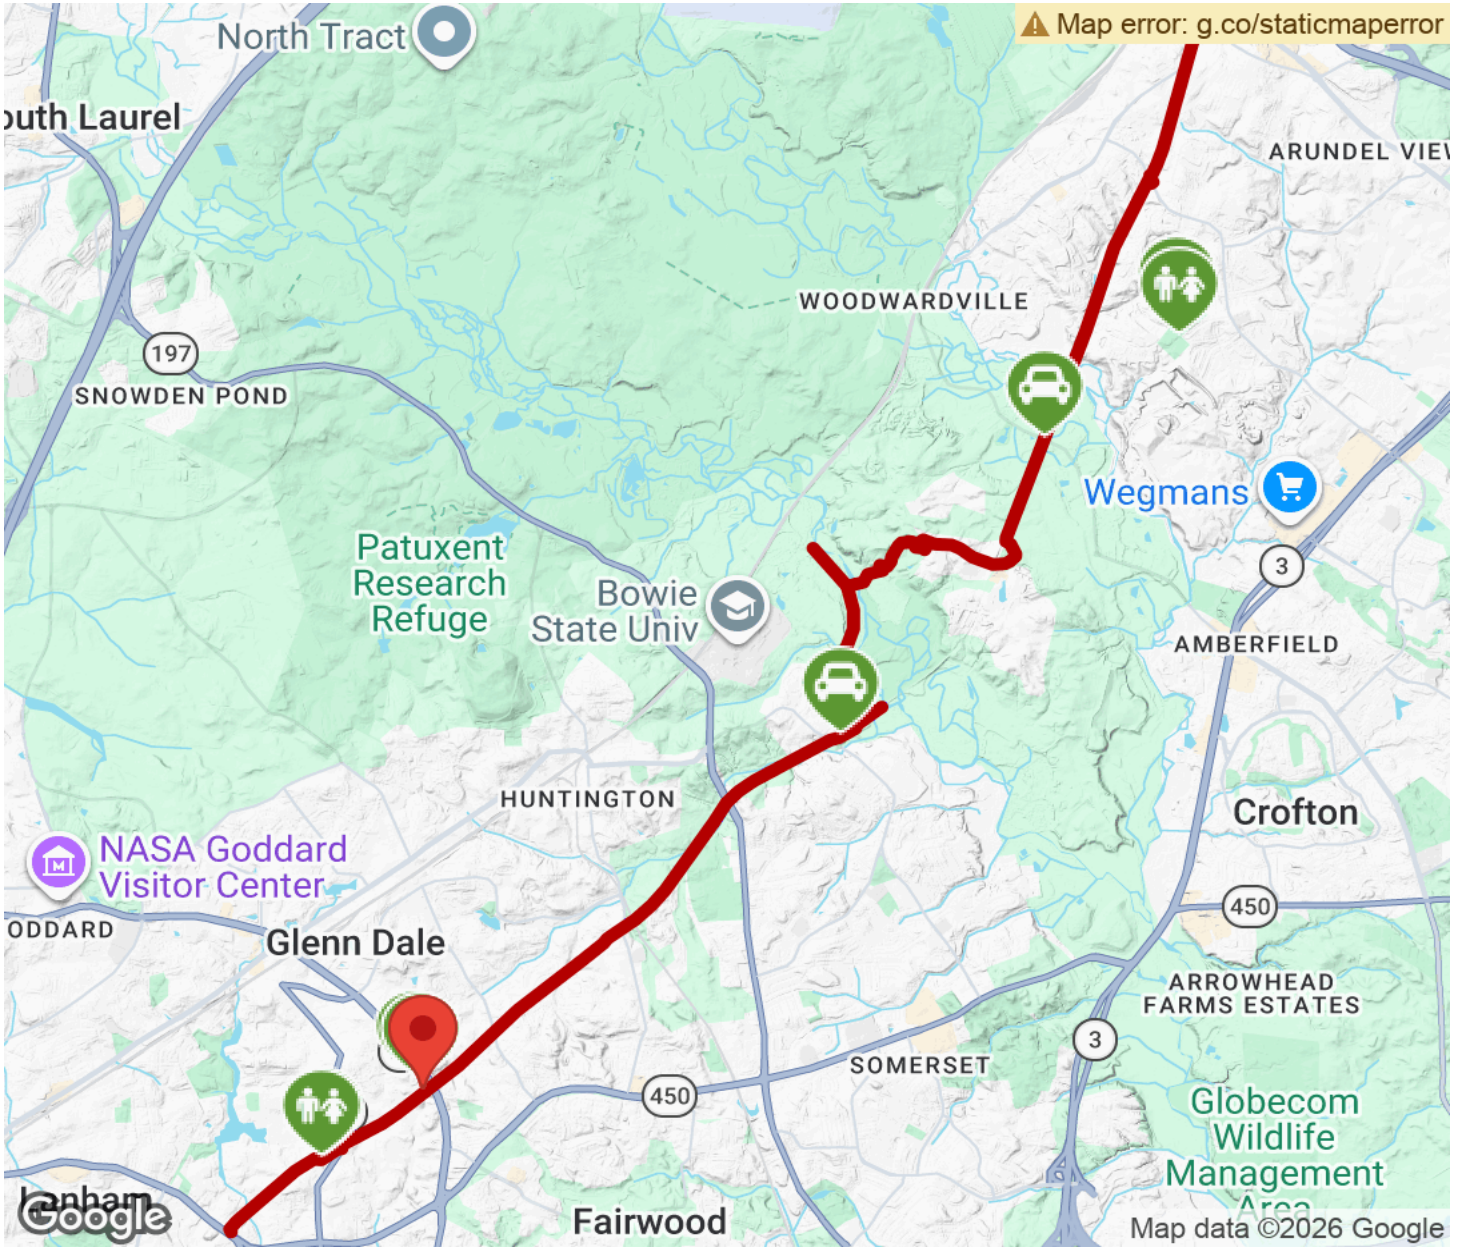 North Tract
Map error: g.co/staticmaperror
outh Laurel
ARUNDEL VIEW
WOODWARDVILLE
197
SNOWDEN POND
Wegmans
Patuxent
Research
Refuge
3
Bowie
State Univ
AMBERFIELD
HUNTINGTON
Crofton
NASA Goddard
Visitor Center
450
ODDARD
Glenn Dale
ARROWHEAD
FARMS ESTATES
3
SOMERSET
450
Globecom
Wildlife
Management
Area
Lanham
Google
Fairwood
Map data ©2026 Google